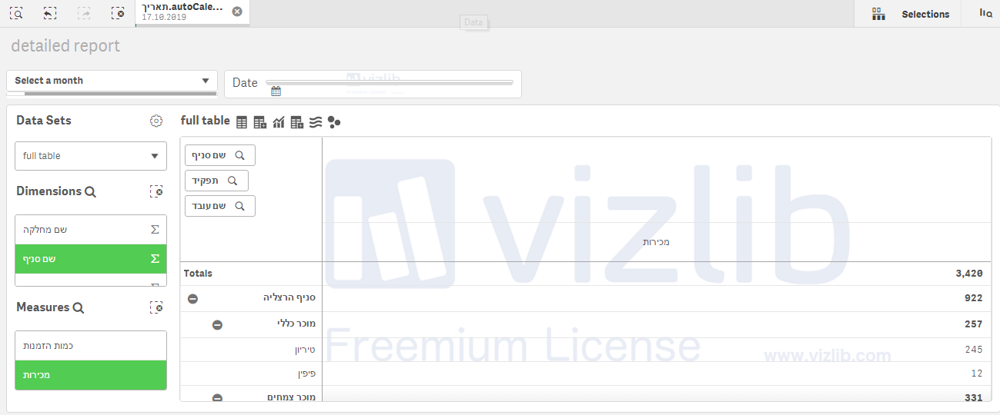 תאריך.autoCale...
17.10.2019
Data
Selections
detailed report
Select a month
Date
vizlib
Data Sets
full table
full table
שם סניף
תפקיד
שם עובד
Dimensions
שם מחלקה
שם סניף
מכירות
vizlib
Totals
3,420
סניף הרצליה
922
Measures
מוכר כללי
257
Freemium License
www.vizlib.com
כמות הזמנות
טיריון
245
מכירות
פיפין
12
מוכר צמחים
331